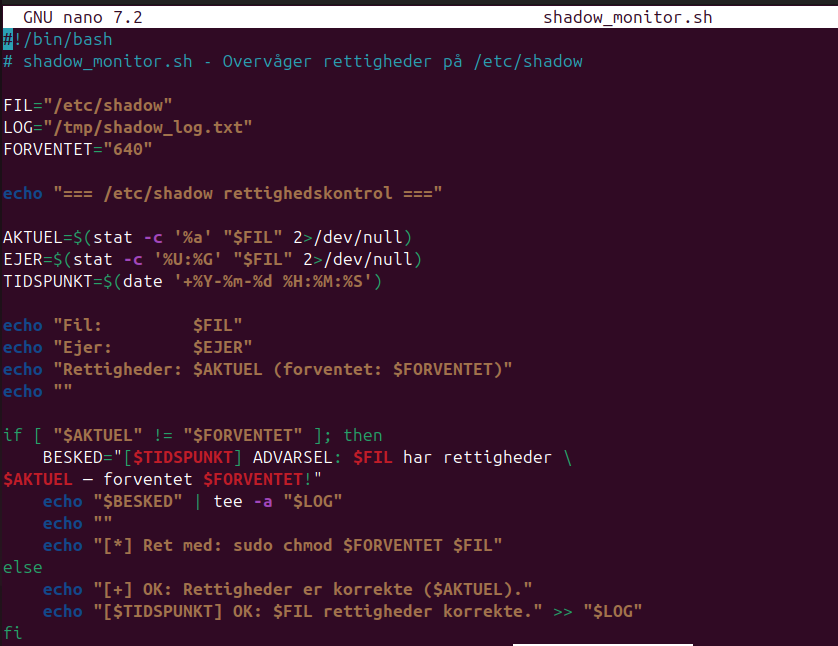 GNU nano 7.2 shadow_monitor.sh
#!/bin/bash
# shadow_monitor.sh - Overvåger rettigheder på /etc/shadow
FIL="/etc/shadow"
LOG="/tmp/shadow_log.txt"
FORVENTET="640"
echo "=== /etc/shadow rettighedskontrol ==="
AKTUEL=$(stat -c '%a' "$FIL" 2>/dev/null)
EJER=$(stat -c '%U:%G' "$FIL" 2>/dev/null)
TIDSPUNKT=$(date '+%Y-%m-%d %H:%M:%S')
echo "Fil:         $FIL"
echo "Ejer:        $EJER"
echo "Rettigheder: $AKTUEL (forventet: $FORVENTET)"
echo ""
if [ "$AKTUEL" != "$FORVENTET" ]; then
    BESKED="[$TIDSPUNKT] ADVARSEL: $FIL har rettigheder \
$AKTUEL — forventet $FORVENTET!"
    echo "$BESKED" | tee -a "$LOG"
    echo ""
    echo "[*] Ret med: sudo chmod $FORVENTET $FIL"
else
    echo "[+] OK: Rettigheder er korrekte ($AKTUEL)."
    echo "[$TIDSPUNKT] OK: $FIL rettigheder korrekte." >> "$LOG"
fi